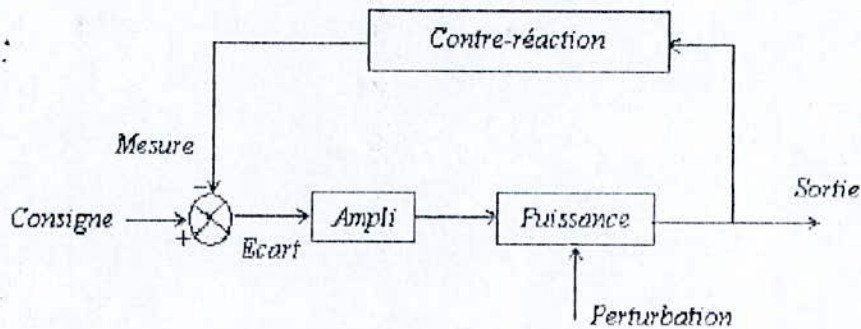 Contre-réaction
Mesure
Sortie
-
Consigne
+
Ampli
Puissance
Ecart
Perturbation